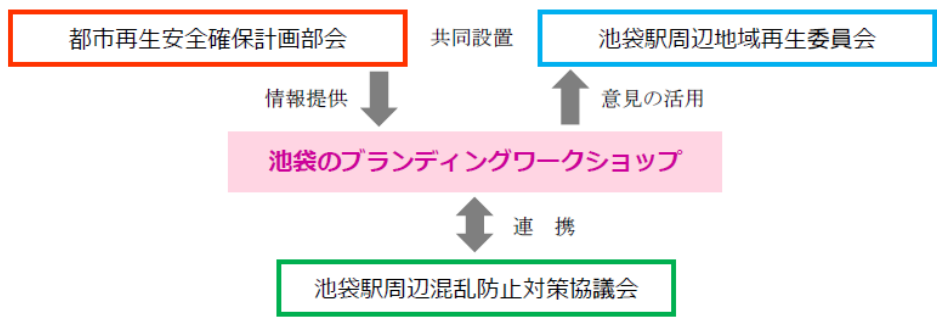 都市再生安全確保計画部会
共同設置
池袋駅周辺地域再生委員会
情報提供
意見の活用
池袋のブランディングワークショップ
連 携
池袋駅周辺混乱防止対策協議会